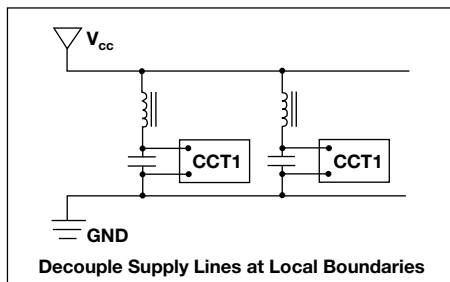 Vcc
CCT1
CCT1
GND
Decouple Supply Lines at Local Boundaries